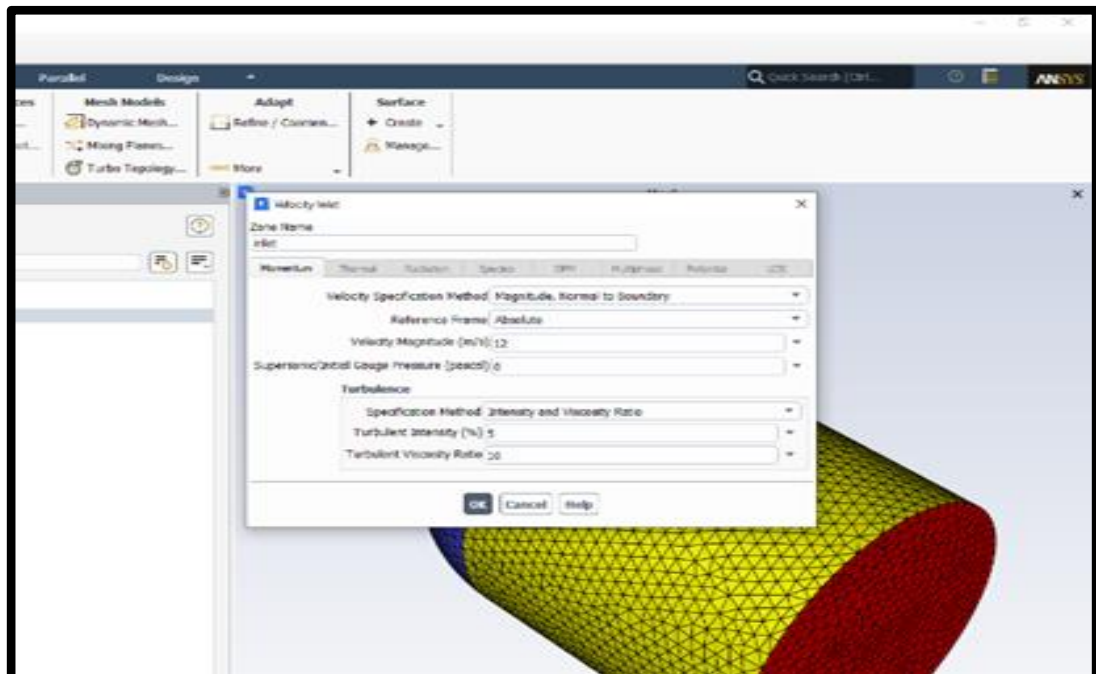 Parallel Design
Quick Search (Ctrl...
ANSYS
Mesh Models Adapt Surface
Dynamic Mesh... Refine / Coarsen... + Create
Mixing Planes... Manage...
Turbo Topology... More
Velocity Inlet
Zone Name
inlet
Momentum Thermal Radiation Species DPM Multiphase Potential UDS
Velocity Specification Method Magnitude, Normal to Boundary
Reference Frame Absolute
Velocity Magnitude (m/s) 12
Supersonic/Initial Gauge Pressure (pascal) 0
Turbulence
Specification Method Intensity and Viscosity Ratio
Turbulent Intensity (%) 5
Turbulent Viscosity Ratio 10
OK Cancel Help